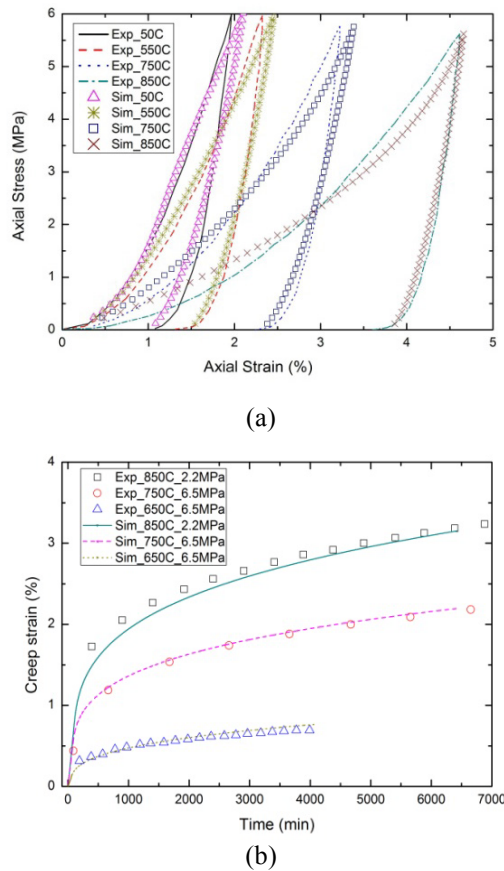 (a)
6
5
4
3
2
1
0
Axial Stress (MPa)
Exp_50C
Exp_550C
Exp_750C
Exp_850C
Sim_50C
Sim_550C
Sim_750C
Sim_850C
0 1 2 3 4 5
Axial Strain (%)
(a)
4
3
2
1
0
Creep strain (%)
Exp_850C_2.2MPa
Exp_750C_6.5MPa
Exp_650C_6.5MPa
Sim_850C_2.2MPa
Sim_750C_6.5MPa
Sim_650C_6.5MPa
0 1000 2000 3000 4000 5000 6000 7000
Time (min)
(b)